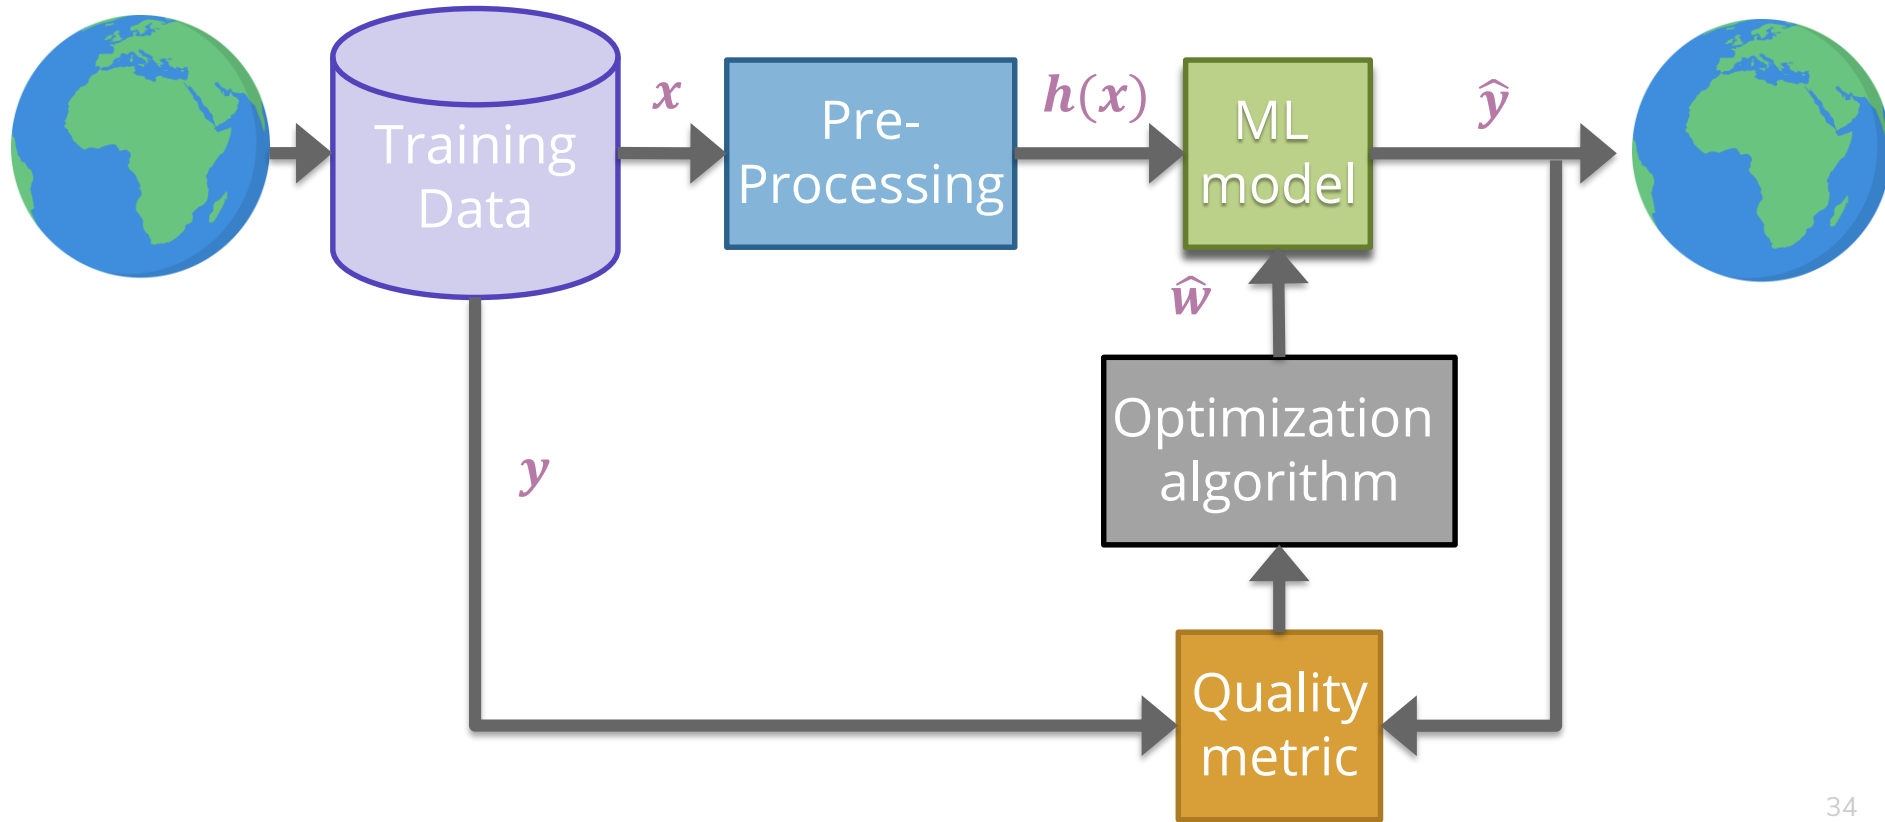 Training
Data
x
Pre-
Processing
h(x)
ML
model
ŷ
ŵ
Optimization
algorithm
y
Quality
metric
34